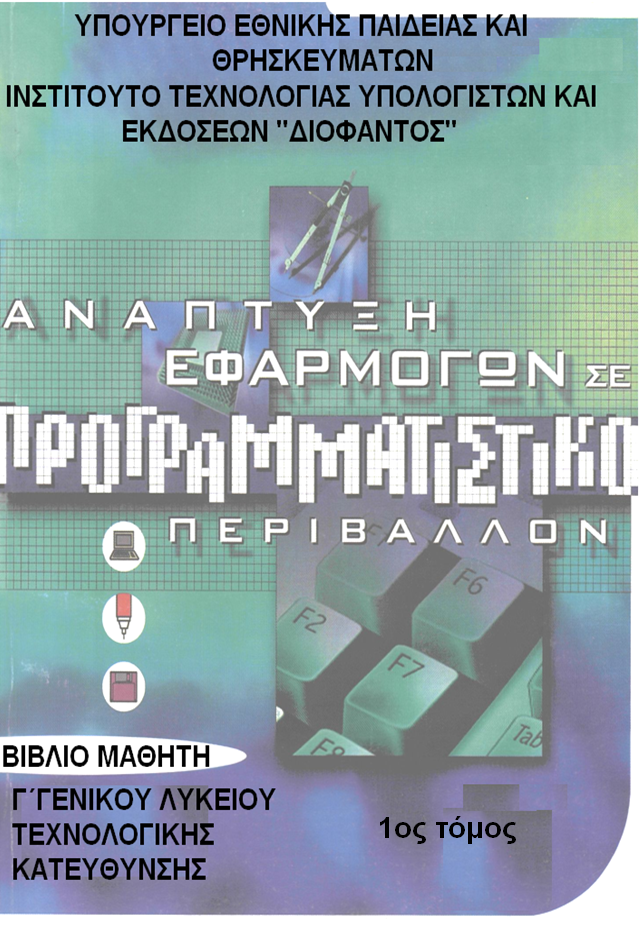 ΥΠΟΥΡΓΕΙΟ ΕΘΝΙΚΗΣ ΠΑΙΔΕΙΑΣ ΚΑΙ
ΘΡΗΣΚΕΥΜΑΤΩΝ
ΙΝΣΤΙΤΟΥΤΟ ΤΕΧΝΟΛΟΓΙΑΣ ΥΠΟΛΟΓΙΣΤΩΝ ΚΑΙ
ΕΚΔΟΣΕΩΝ "ΔΙΟΦΑΝΤΟΣ"
ΑΝΑΠΤΥΞΗ
ΕΦΑΡΜΟΓΩΝ ΣΕ
ΠΡΟΓΡΑΜΜΑΤΙΣΤΙΚΟ
ΠΕΡΙΒΑΛΛΟΝ
F6
F2
F7
F8
Tab
ΒΙΒΛΙΟ ΜΑΘΗΤΗ
Γ΄ΓΕΝΙΚΟΥ ΛΥΚΕΙΟΥ
ΤΕΧΝΟΛΟΓΙΚΗΣ
ΚΑΤΕΥΘΥΝΣΗΣ
1ος τόμος